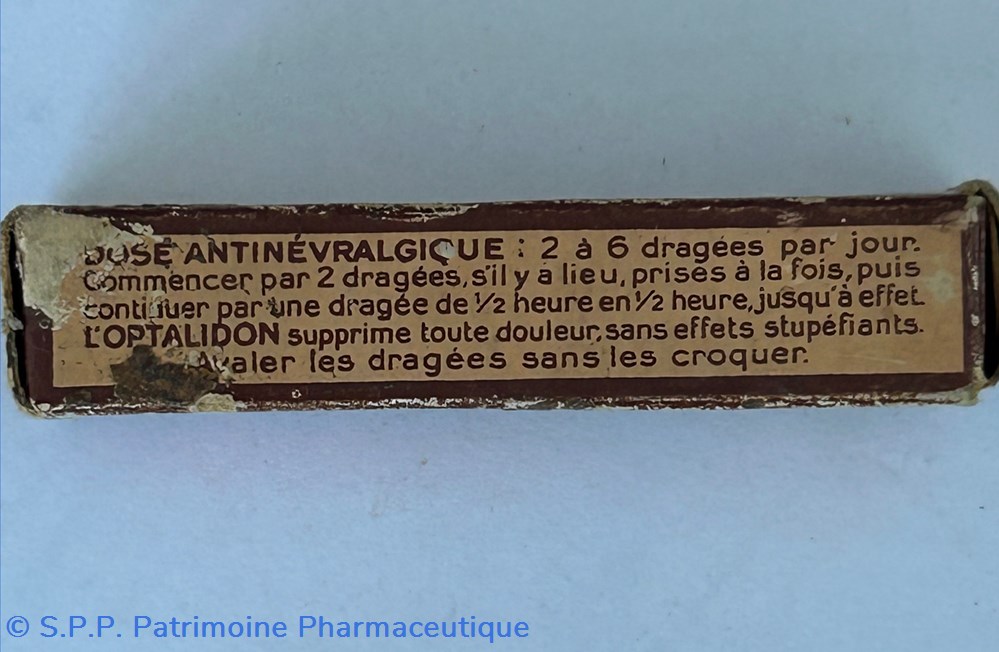 DOSE ANTINÉVRALGIQUE : 2 à 6 dragées par jour.
Commencer par 2 dragées, s'il y a lieu, prises à la fois, puis
continuer par une dragée de 1/2 heure en 1/2 heure, jusqu'à effet.
L'OPTALIDON supprime toute douleur, sans effets stupéfiants.
Avaler les dragées sans les croquer.
© S.P.P. Patrimoine Pharmaceutique